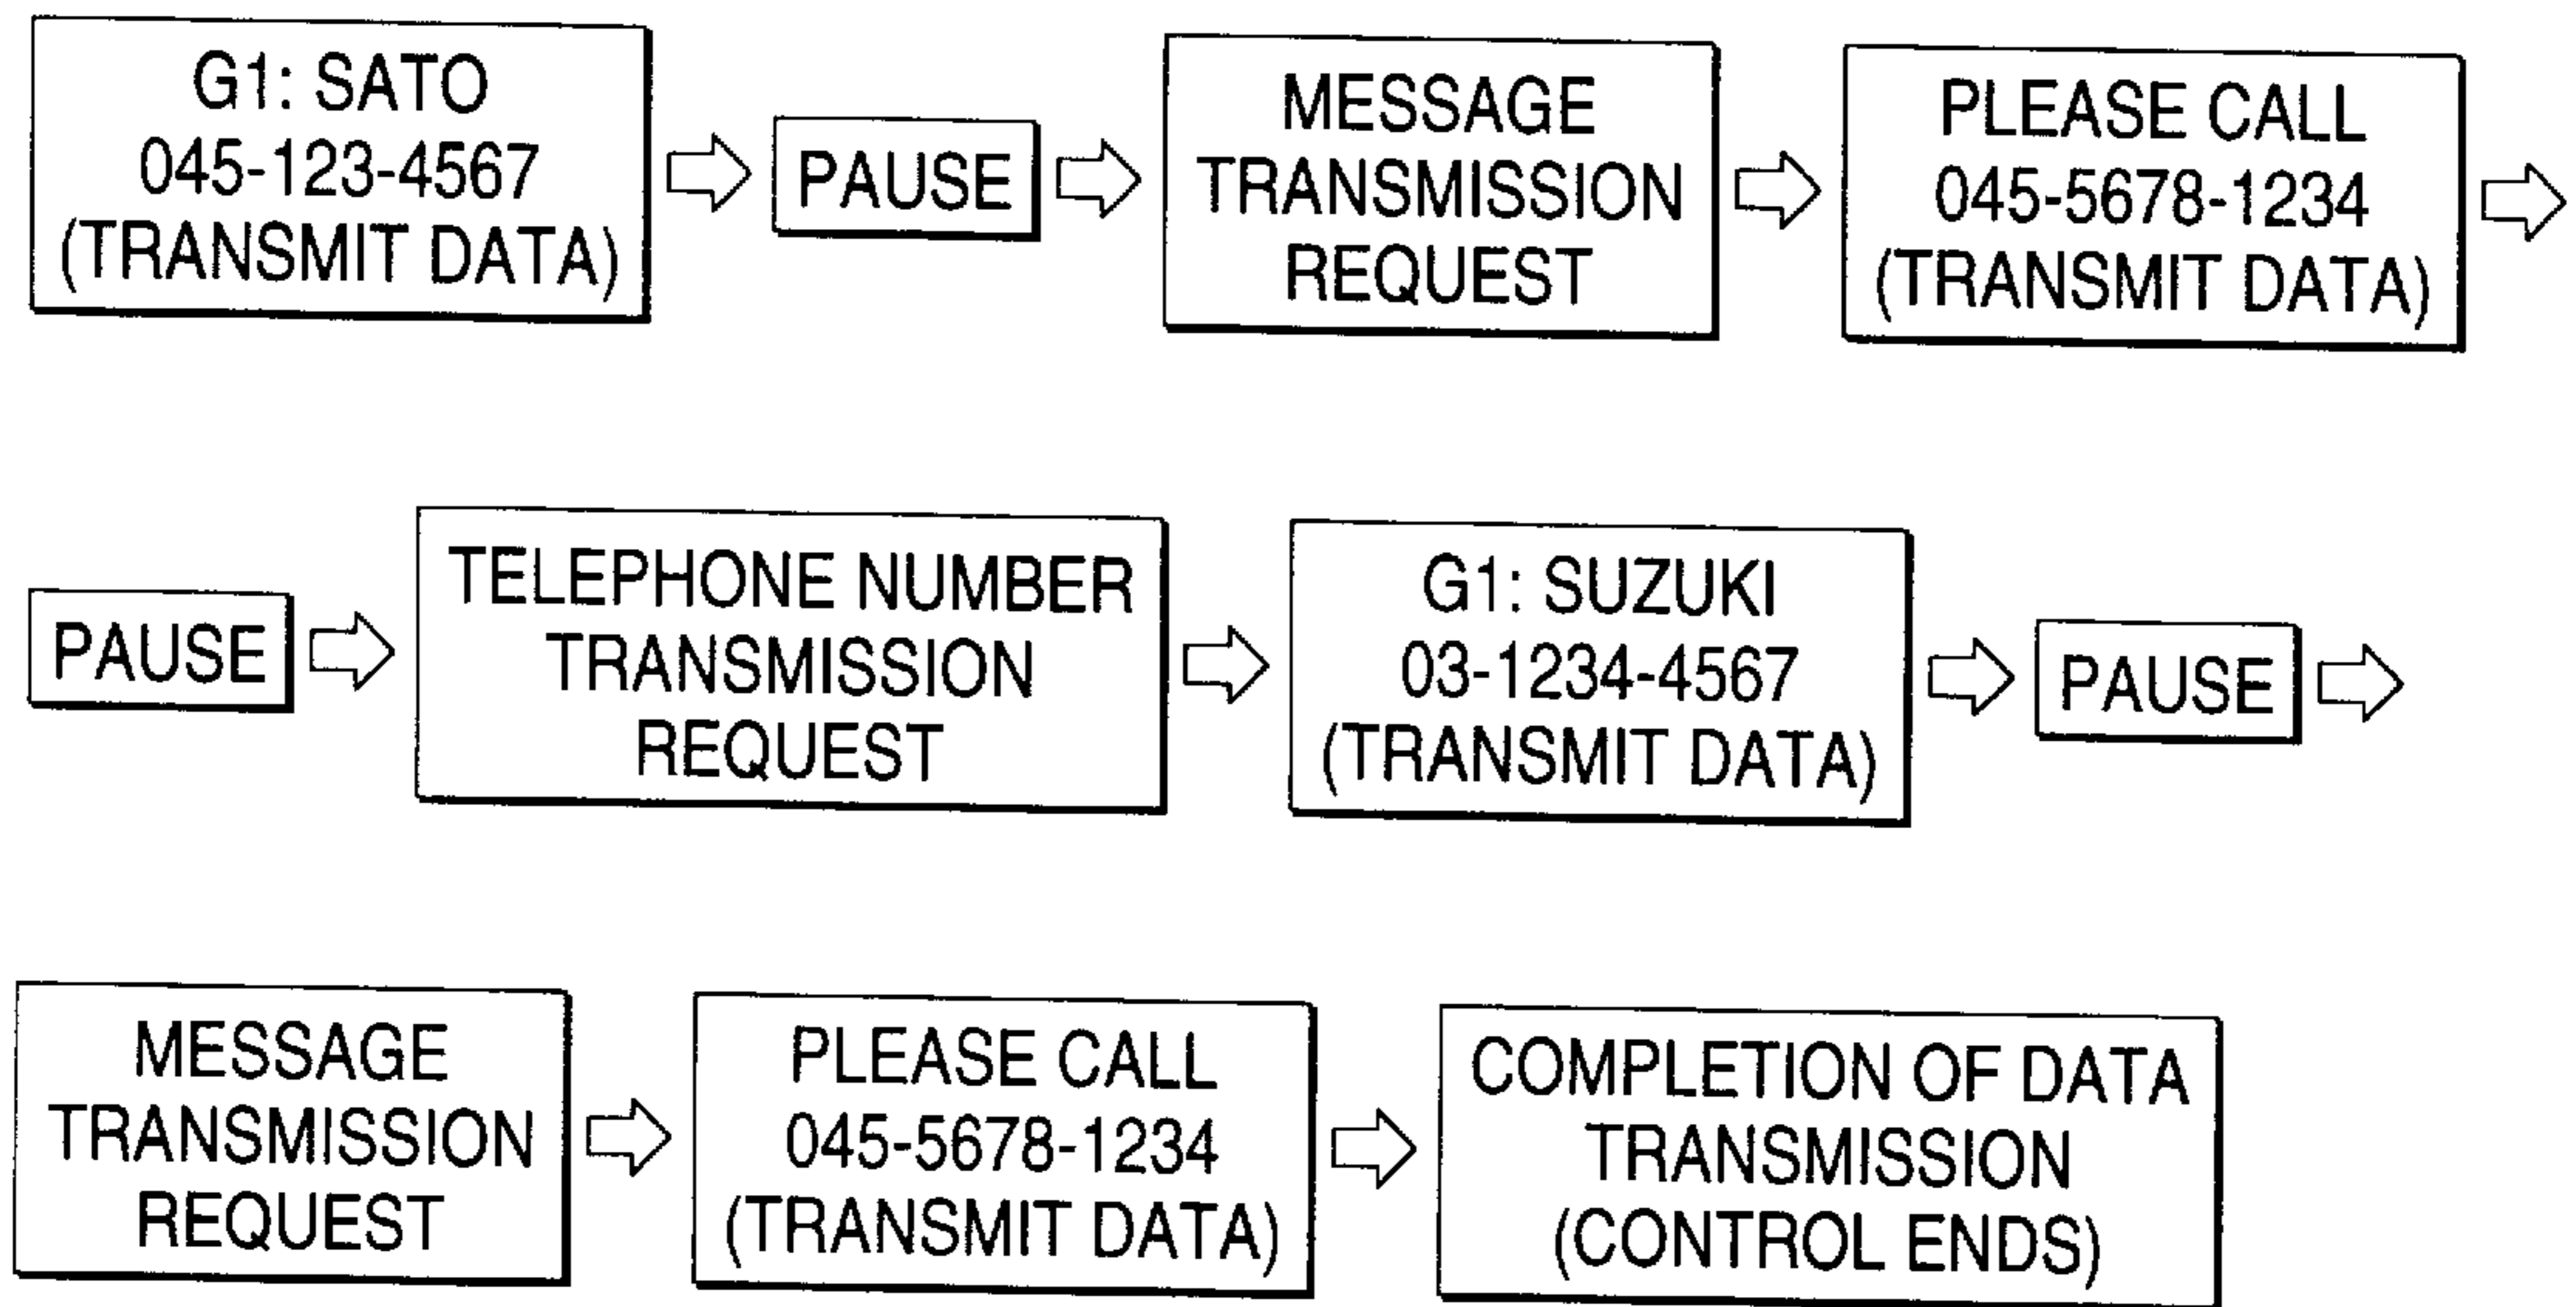 G1: SATO
045-123-4567
(TRANSMIT DATA)
PAUSE
MESSAGE
TRANSMISSION
REQUEST
PLEASE CALL
045-5678-1234
(TRANSMIT DATA)
PAUSE
TELEPHONE NUMBER
TRANSMISSION
REQUEST
G1: SUZUKI
03-1234-4567
(TRANSMIT DATA)
PAUSE
MESSAGE
TRANSMISSION
REQUEST
PLEASE CALL
045-5678-1234
(TRANSMIT DATA)
COMPLETION OF DATA
TRANSMISSION
(CONTROL ENDS)